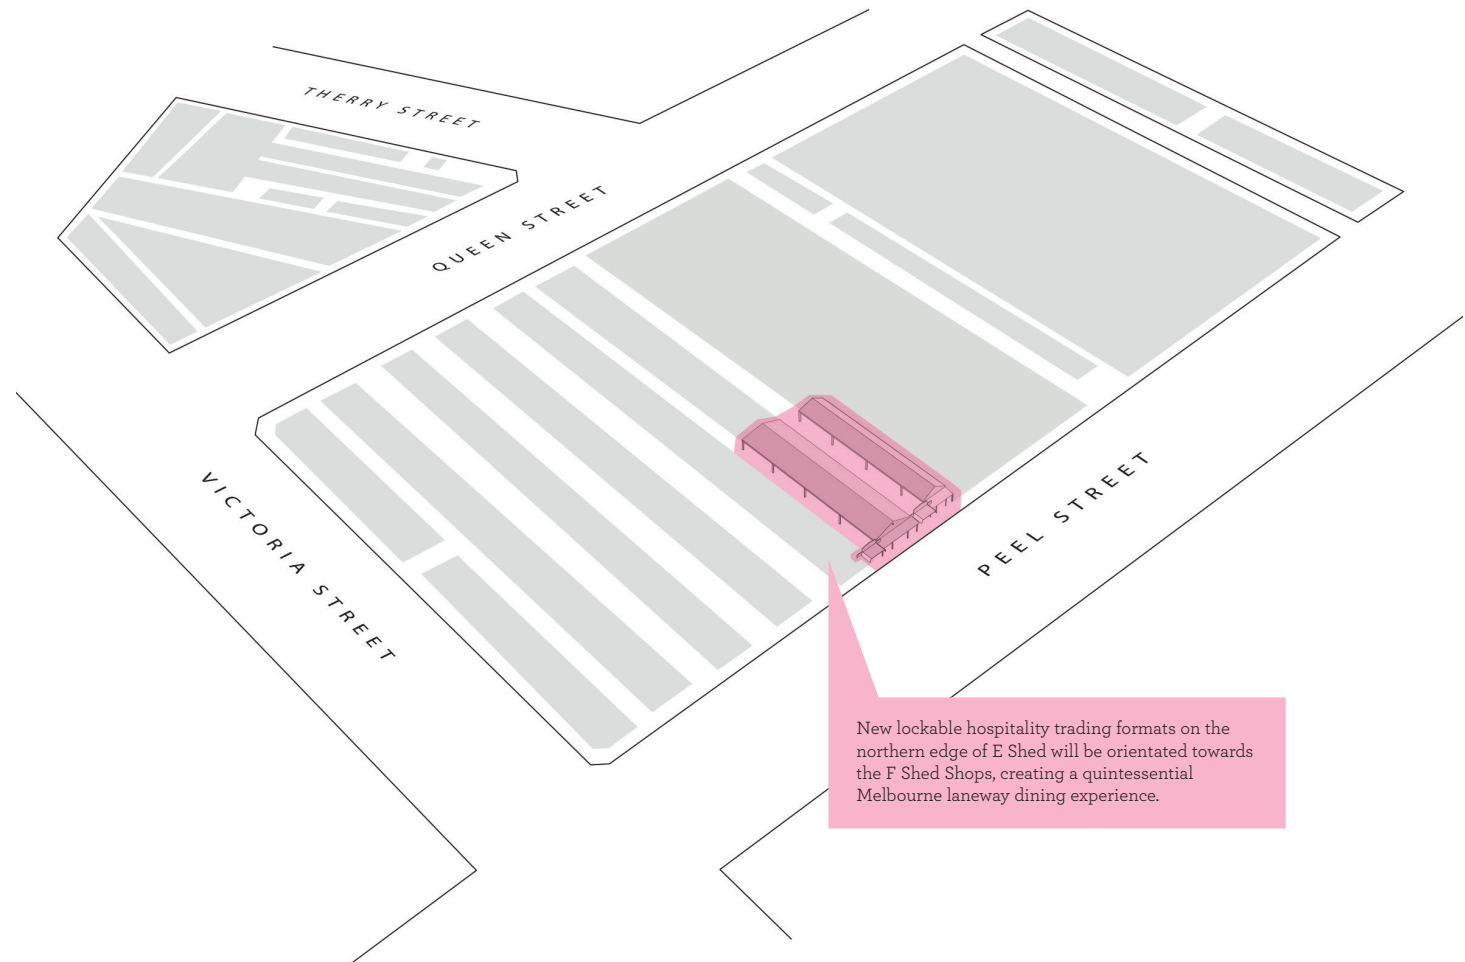 THERRY STREET
QUEEN STREET
VICTORIA STREET
PEEL STREET
New lockable hospitality trading formats on the
northern edge of E Shed will be orientated towards
the F Shed Shops, creating a quintessential
Melbourne laneway dining experience.